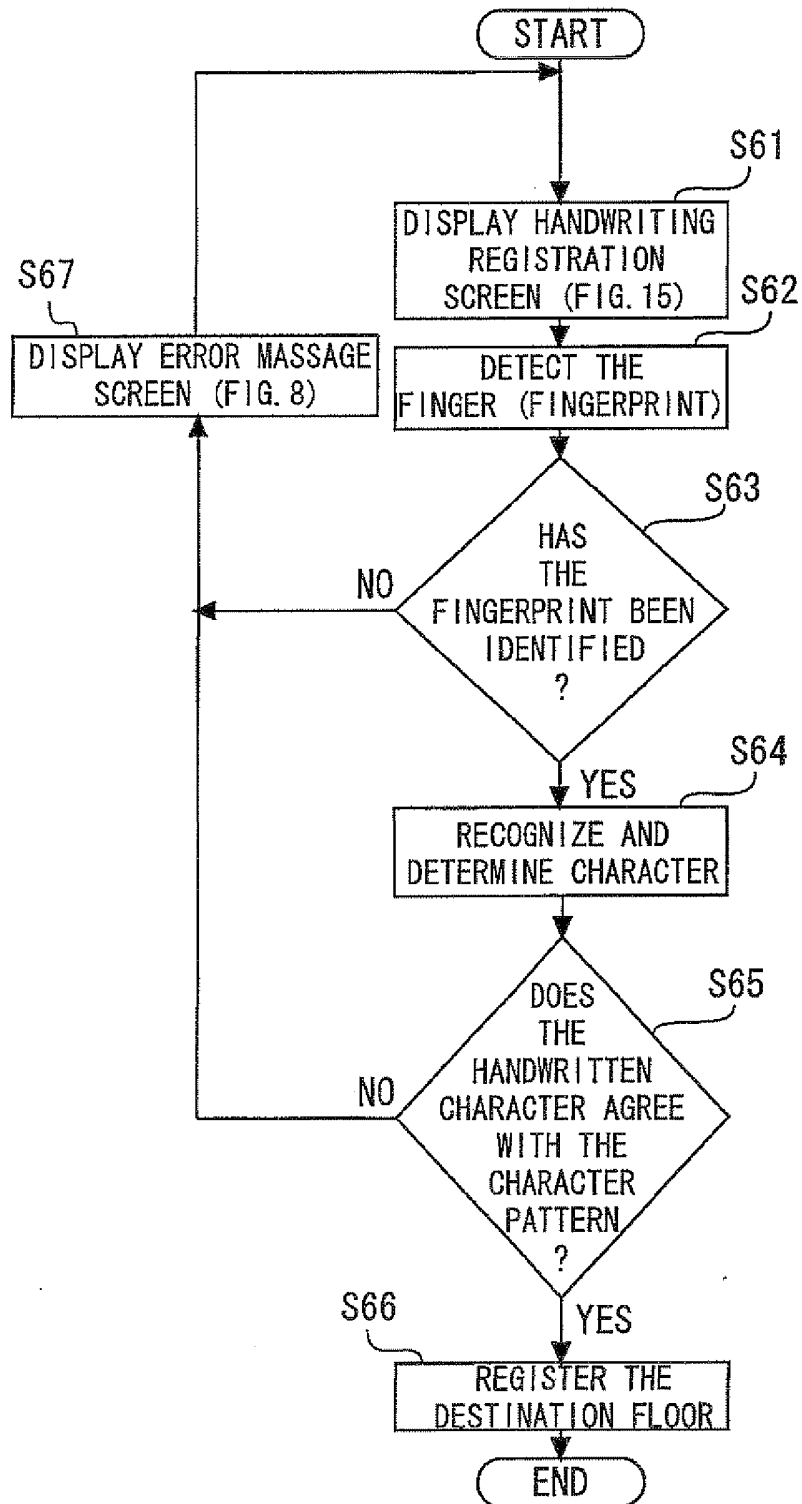 START
S61
DISPLAY HANDWRITING
REGISTRATION
SCREEN (FIG. 15)
S67
DISPLAY ERROR MASSAGE
SCREEN (FIG. 8)
S62
DETECT THE
FINGER (FINGERPRINT)
S63
HAS
THE
FINGERPRINT BEEN
IDENTIFIED
?
NO
YES
S64
RECOGNIZE AND
DETERMINE CHARACTER
S65
DOES
THE
HANDWRITTEN
CHARACTER AGREE
WITH THE
CHARACTER
PATTERN
?
NO
YES
S66
REGISTER THE
DESTINATION FLOOR
END